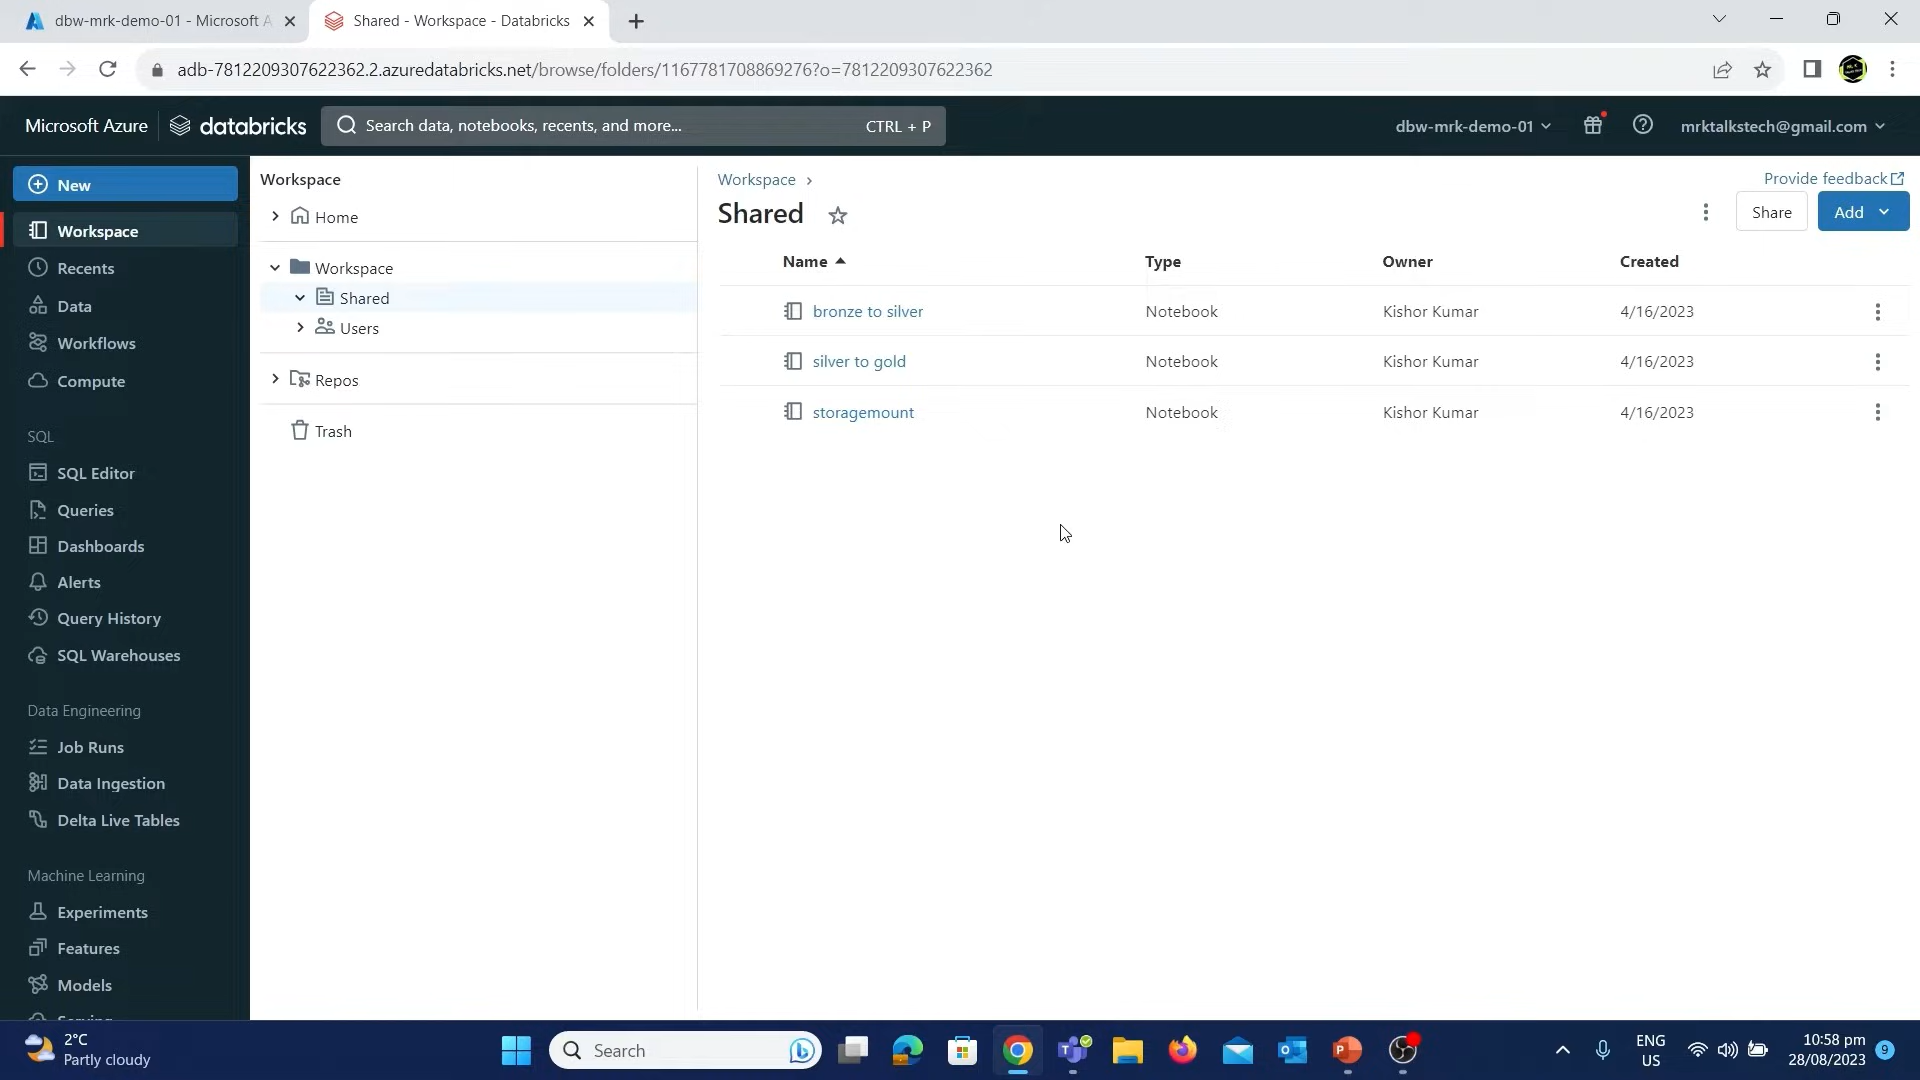 dbw-mrk-demo-01 - Microsoft A
Shared - Workspace - Databricks
adb-7812209307622362.2.azuredatabricks.net/browse/folders/1167781708869276?o=7812209307622362
Microsoft Azure
databricks
Search data, notebooks, recents, and more...
CTRL + P
dbw-mrk-demo-01
mrktalkstech@gmail.com
New
Workspace
Recents
Data
Workflows
Compute
SQL
SQL Editor
Queries
Dashboards
Alerts
Query History
SQL Warehouses
Data Engineering
Job Runs
Data Ingestion
Delta Live Tables
Machine Learning
Experiments
Features
Models
Serving
Workspace
Home
Workspace
Shared
Users
Repos
Trash
Workspace ›
Provide feedback
Shared
Share
Add
Name Type Owner Created
bronze to silver Notebook Kishor Kumar 4/16/2023
silver to gold Notebook Kishor Kumar 4/16/2023
storagemount Notebook Kishor Kumar 4/16/2023
2°C
Partly cloudy
Search
ENG
US
10:58 pm
28/08/2023
9